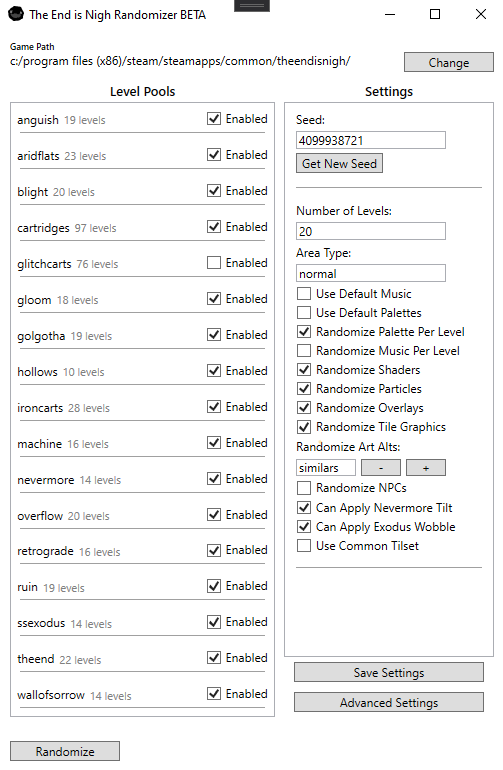 The End is Nigh Randomizer BETA
Game Path
c:/program files (x86)/steam/steamapps/common/theendisnigh/
Change
Level Pools
anguish 19 levels Enabled
aridflats 23 levels Enabled
blight 20 levels Enabled
cartridges 97 levels Enabled
glitchcarts 76 levels Enabled
gloom 18 levels Enabled
golgotha 19 levels Enabled
hollows 10 levels Enabled
ironcarts 28 levels Enabled
machine 16 levels Enabled
nevermore 14 levels Enabled
overflow 20 levels Enabled
retrograde 16 levels Enabled
ruin 19 levels Enabled
ssexodus 14 levels Enabled
theend 22 levels Enabled
wallofsorrow 14 levels Enabled
Settings
Seed:
4099938721
Get New Seed
Number of Levels:
20
Area Type:
normal
Use Default Music
Use Default Palettes
Randomize Palette Per Level
Randomize Music Per Level
Randomize Shaders
Randomize Particles
Randomize Overlays
Randomize Tile Graphics
Randomize Art Alts:
similars - +
Randomize NPCs
Can Apply Nevermore Tilt
Can Apply Exodus Wobble
Use Common Tilset
Save Settings
Advanced Settings
Randomize